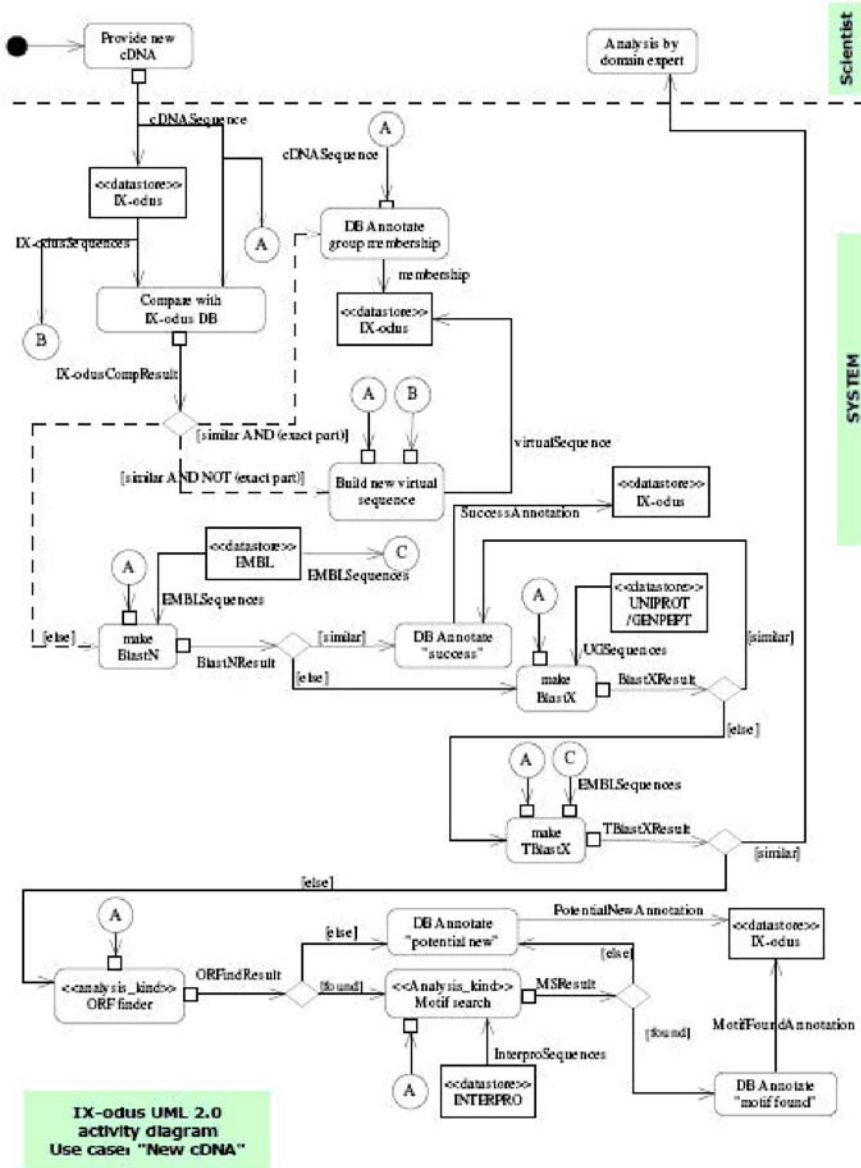 Provide new
cDNA
Analysis by
domain expert
Scientist
cDNASequence
A
cDNASequence
<<datastore>>
IX-odus
DB Annotate
group membership
IX-odusSequences
A
membership
Compare with
IX-odus DB
<<datastore>>
IX-odus
B
SYSTEM
IX-odusCompResult
A
B
[similar AND (exact part)]
virtualSequence
[similar AND NOT (exact part)]
Build new virtual
sequence
<<datastore>>
IX-odus
SuccessAnnotation
<<datastore>>
EMBL
C
A
EMBLSequences
EMBLSequences
A
<<datastore>>
UNIPROT
/GENPEPT
[else]
make
BlastN
[similar]
DB Annotate
"success"
[similar]
BlastNResult
UGSequences
[else]
make
BlastX
BlastXResult
[else]
A
C
EMBLSequences
make
TBlastX
TBlastXResult
[similar]
[else]
A
PotentialNewAnnotation
DB Annotate
"potential new"
<<datastore>>
IX-odus
[else]
[else]
ORFindResult
<<analysis_kind>>
ORF finder
[found]
<<Analysis_kind>>
Motif search
MSResult
[found]
MotifFoundAnnotation
InterproSequences
A
<<datastore>>
INTERPRO
DB Annotate
"motif found"
IX-odus UML 2.0
activity diagram
Use case: "New cDNA"